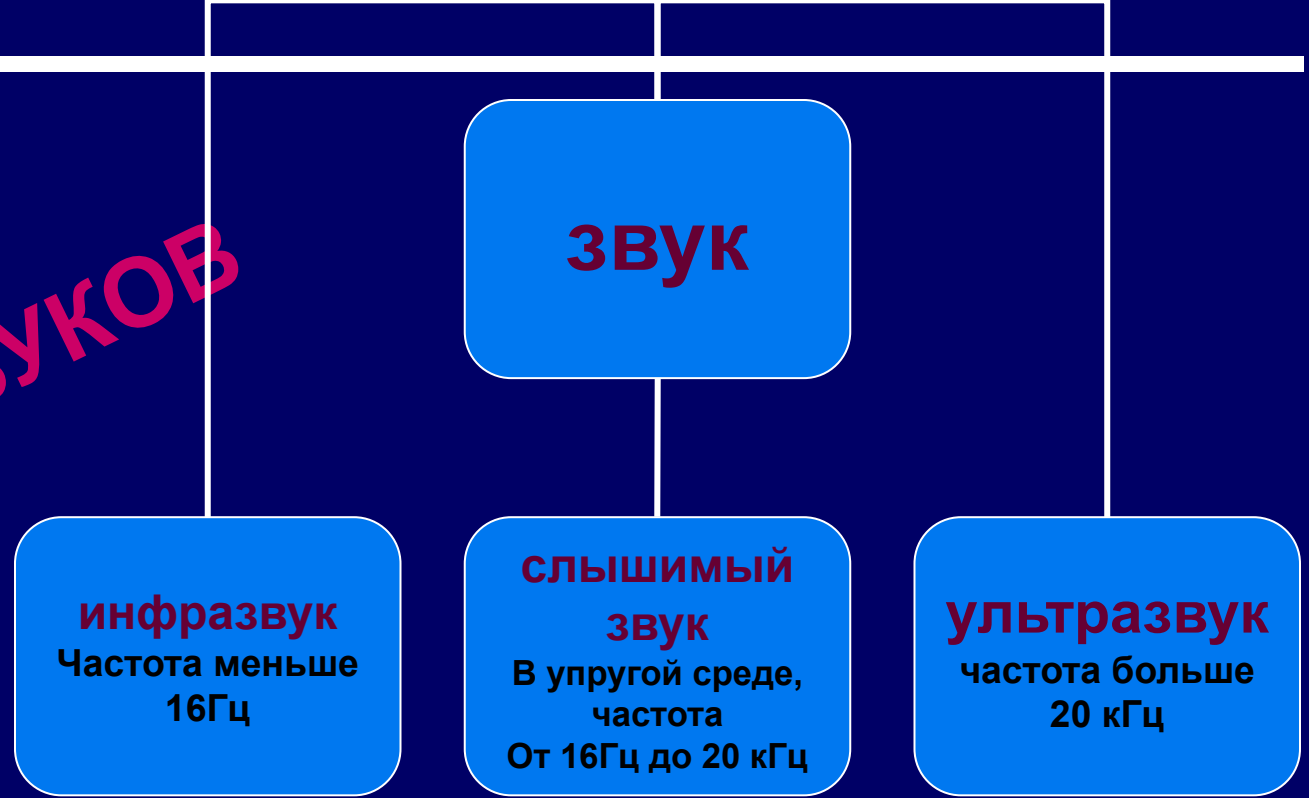 звук
инфразвук
Частота меньше
16Гц
слышимый
звук
В упругой среде,
частота
От 16Гц до 20 кГц
ультразвук
частота больше
20 кГц